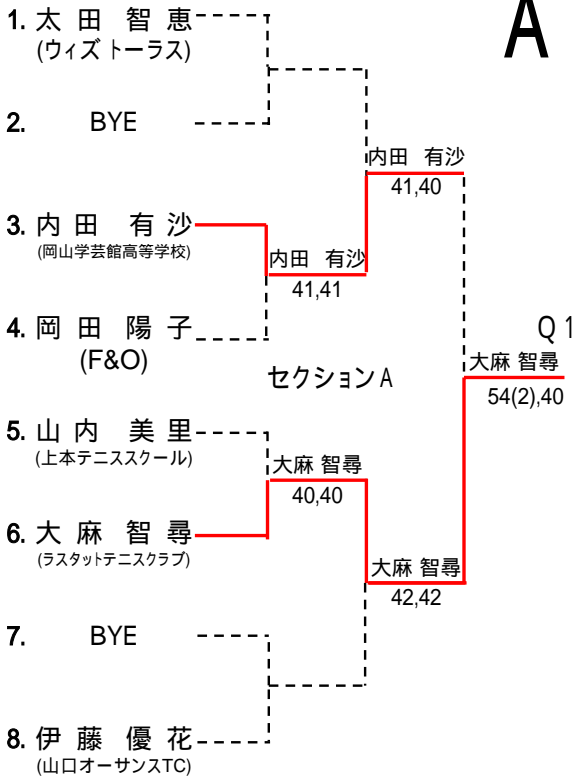 A
1. 太田 智恵
(ウィズ トーラス)
2. BYE
内田 有沙
41,40
3. 内田 有沙
(岡山学芸館高等学校)
内田 有沙
41,41
4. 岡田 陽子
(F&O)
Q1
大麻 智尋
54(2),40
セクションA
5. 山内 美里
(上本テニススクール)
大麻 智尋
40,40
6. 大麻 智尋
(ラスタットテニスクラブ)
大麻 智尋
42,42
7. BYE
8. 伊藤 優花
(山口オーサンスTC)